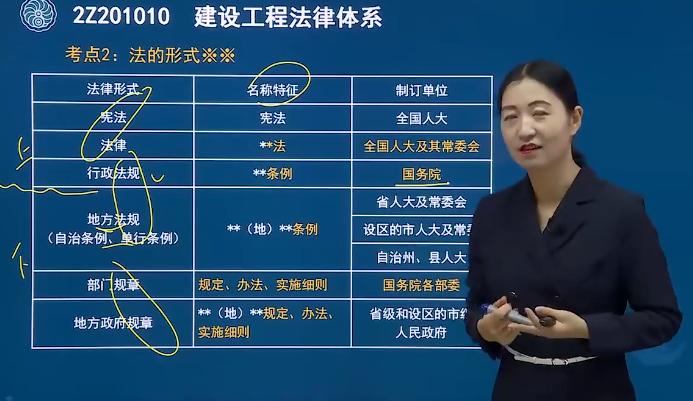 2Z201010 建设工程法律体系
考点2：法的形式※※
法律形式 名称特征 制订单位
宪法 宪法 全国人大
法律 **法 全国人大及其常委会
行政法规 **条例 国务院
地方法规
（自治条例、单行条例）
**（地）**条例
省人大及常委会
设区的市人大及常
自治州、县人大
部门规章 规定、办法、实施细则 国务院各部委
地方政府规章
**（地）**规定、办法、
实施细则
省级和设区的市
人民政府